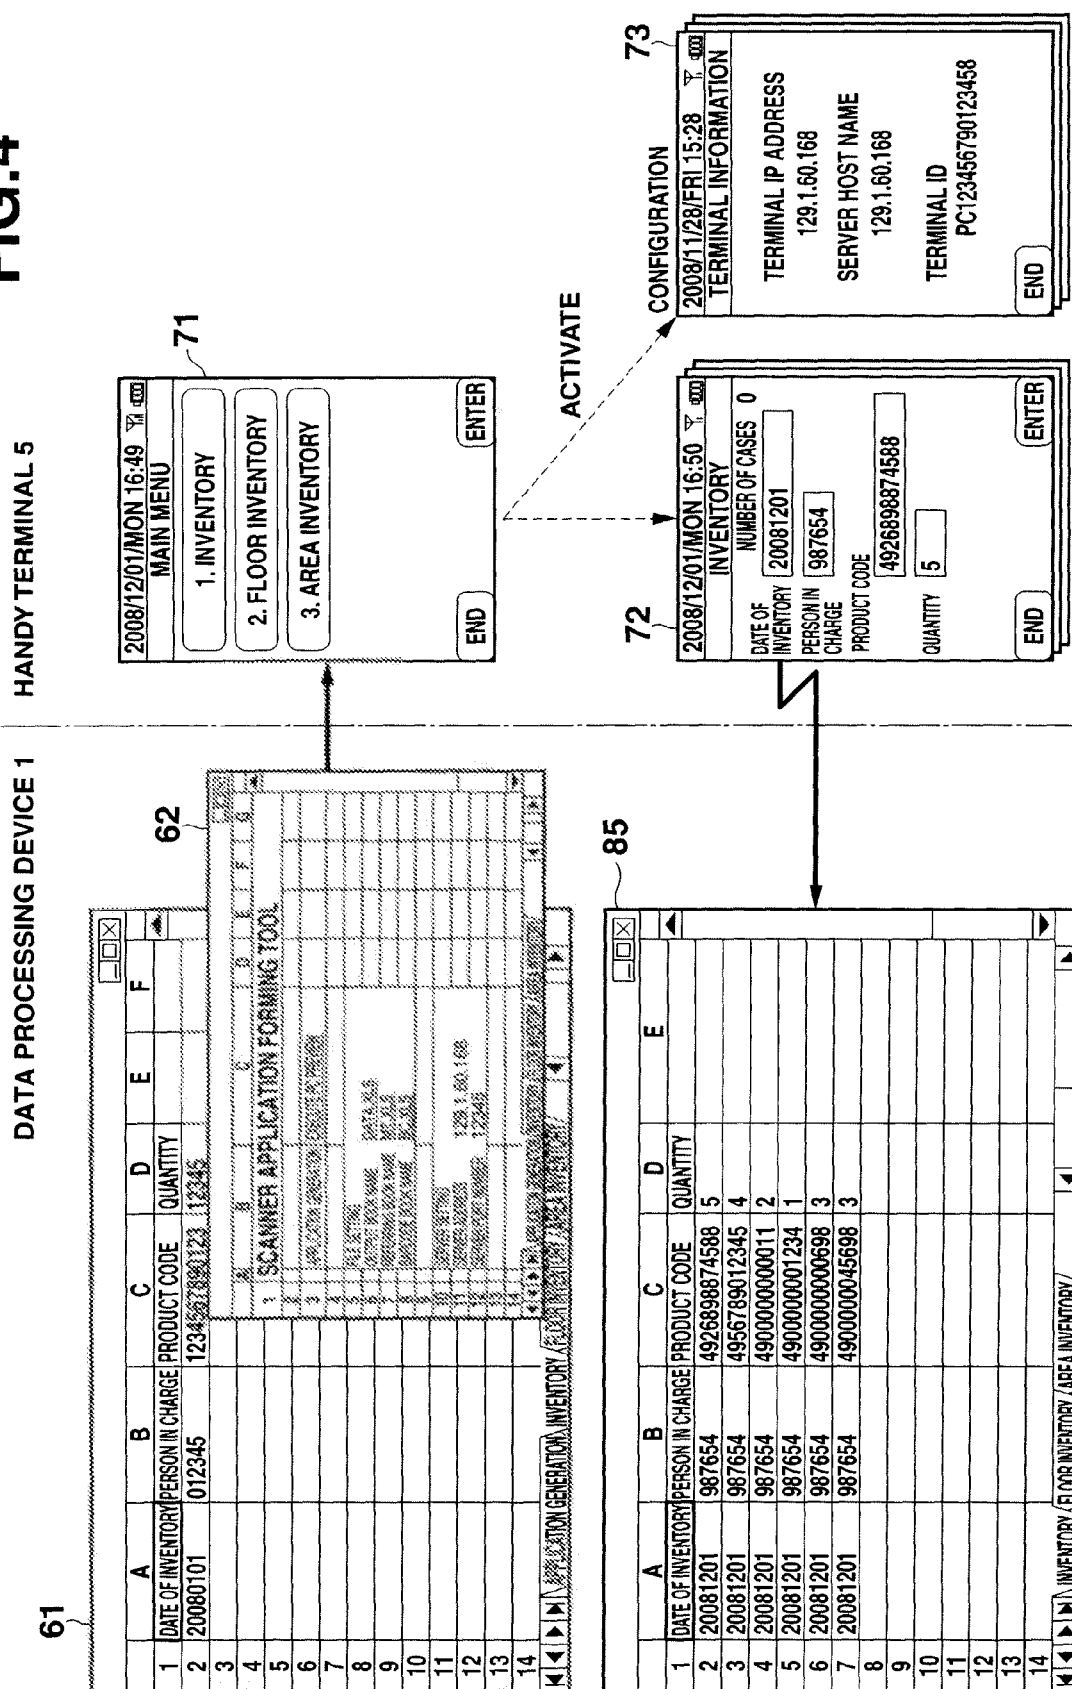 FIG.4
DATA PROCESSING DEVICE 1
HANDY TERMINAL 5
61
A B C D E F
1 DATE OF INVENTORY PERSON IN CHARGE PRODUCT CODE QUANTITY
2 20080101 012345 1234567890123 12345
3
4
5
6
7
8
9
10
11
12
13
14
APPLICATION GENERATION INVENTORY FLOOR INVENTORY AREA INVENTORY
62
A B C D E F G
1 SCANNER APPLICATION FORMING TOOL
129.1.60.168
12345
71
2008/12/01/MON 16:49
MAIN MENU
1. INVENTORY
2. FLOOR INVENTORY
3. AREA INVENTORY
END ENTER
ACTIVATE
72
2008/12/01/MON 16:50
INVENTORY
NUMBER OF CASES 0
DATE OF INVENTORY 20081201
PERSON IN CHARGE 987654
PRODUCT CODE
4926898874588
QUANTITY 5
END ENTER
CONFIGURATION
73
2008/11/28/FRI 15:28
TERMINAL INFORMATION
TERMINAL IP ADDRESS
129.1.60.168
SERVER HOST NAME
129.1.60.168
TERMINAL ID
PC123456790123458
END
85
A B C D E
1 DATE OF INVENTORY PERSON IN CHARGE PRODUCT CODE QUANTITY
2 20081201 987654 4926898874588 5
3 20081201 987654 4956789012345 4
4 20081201 987654 4900000000011 2
5 20081201 987654 4900000001234 1
6 20081201 987654 4900000000698 3
7 20081201 987654 4900000045698 3
8
9
10
11
12
13
14
INVENTORY FLOOR INVENTORY AREA INVENTORY